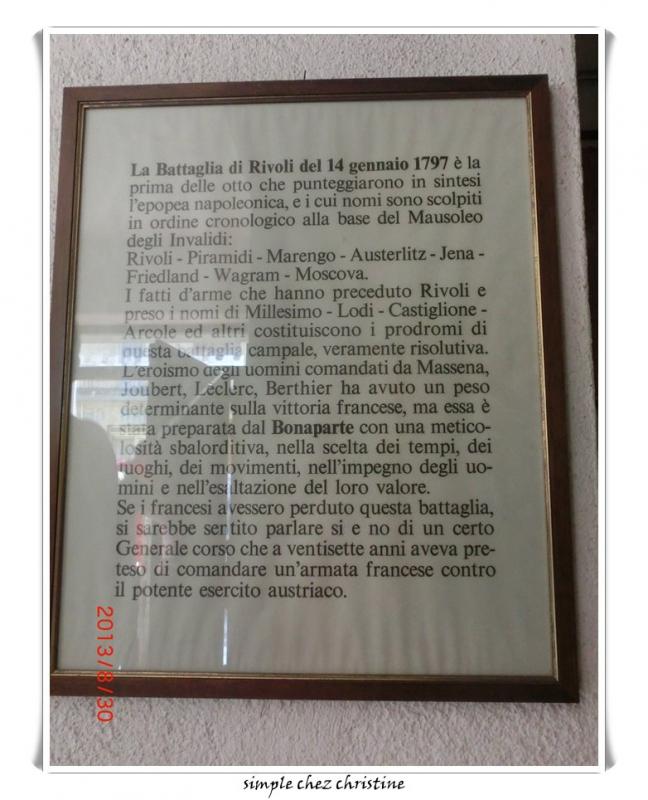 La Battaglia di Rivoli del 14 gennaio 1797 è la
prima delle otto che punteggiarono in sintesi
l'epopea napoleonica, e i cui nomi sono scolpiti
in ordine cronologico alla base del Mausoleo
degli Invalidi:
Rivoli - Piramidi - Marengo - Austerlitz - Jena -
Friedland - Wagram - Moscova.
I fatti d'arme che hanno preceduto Rivoli e
preso i nomi di Millesimo - Lodi - Castiglione -
Arcole ed altri costituiscono i prodromi di
questa battaglia campale, veramente risolutiva.
L'eroismo degli uomini comandati da Massena,
Joubert, Leclerc, Berthier ha avuto un peso
determinante sulla vittoria francese, ma essa è
stata preparata dal Bonaparte con una metico-
losità sbalorditiva, nella scelta dei tempi, dei
luoghi, dei movimenti, nell'impegno degli uo-
mini e nell'esaltazione del loro valore.
Se i francesi avessero perduto questa battaglia,
si sarebbe sentito parlare si e no di un certo
Generale corso che a ventisette anni aveva pre-
teso di comandare un'armata francese contro
il potente esercito austriaco.
2013/8/30
simple chez christine